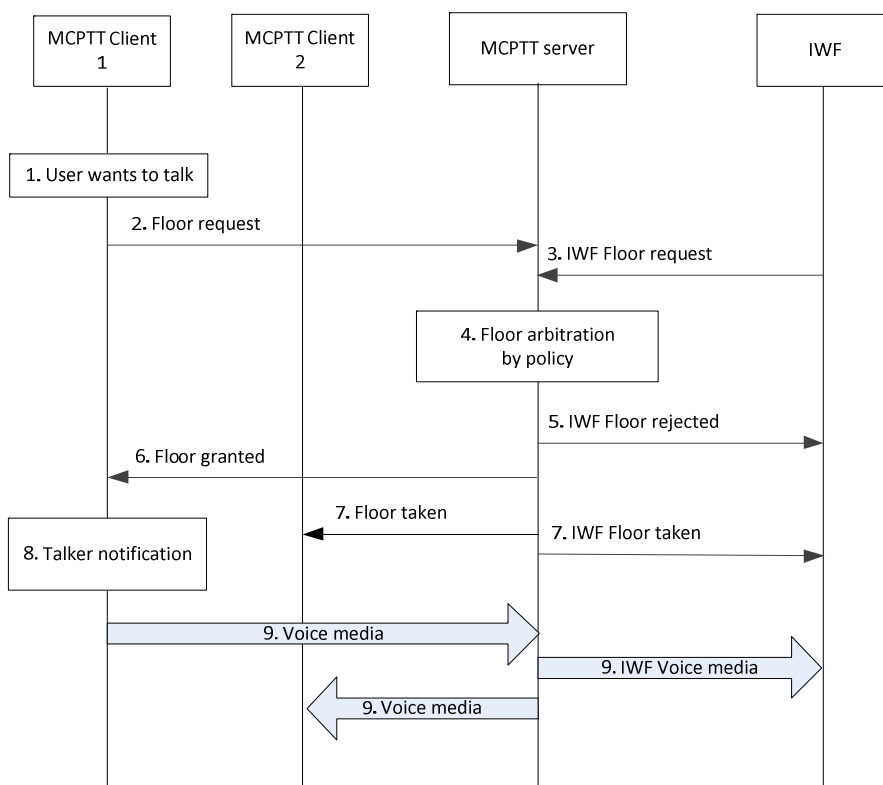 MCPTT Client
1
MCPTT Client
2
MCPTT server
IWF
1. User wants to talk
2. Floor request
3. IWF Floor request
4. Floor arbitration
by policy
5. IWF Floor rejected
6. Floor granted
7. Floor taken
7. IWF Floor taken
8. Talker notification
9. Voice media
9. IWF Voice media
9. Voice media